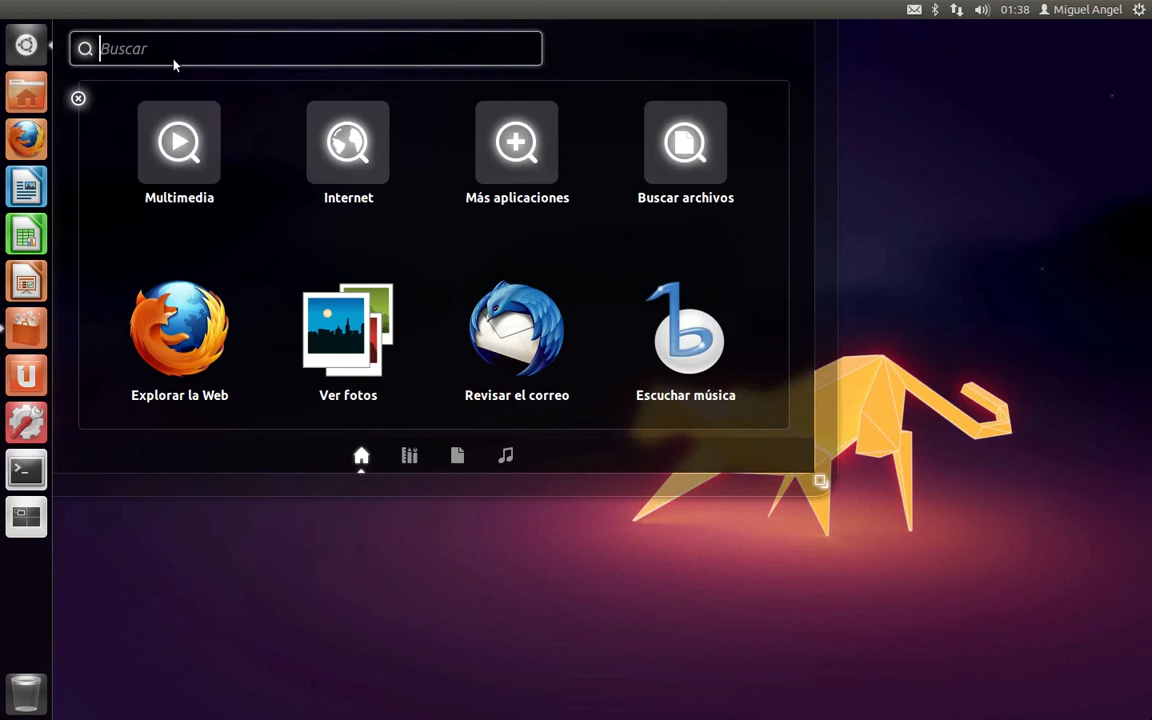 01:38 Miguel Angel
Buscar
Multimedia Internet Más aplicaciones Buscar archivos
Explorar la Web Ver fotos Revisar el correo Escuchar música